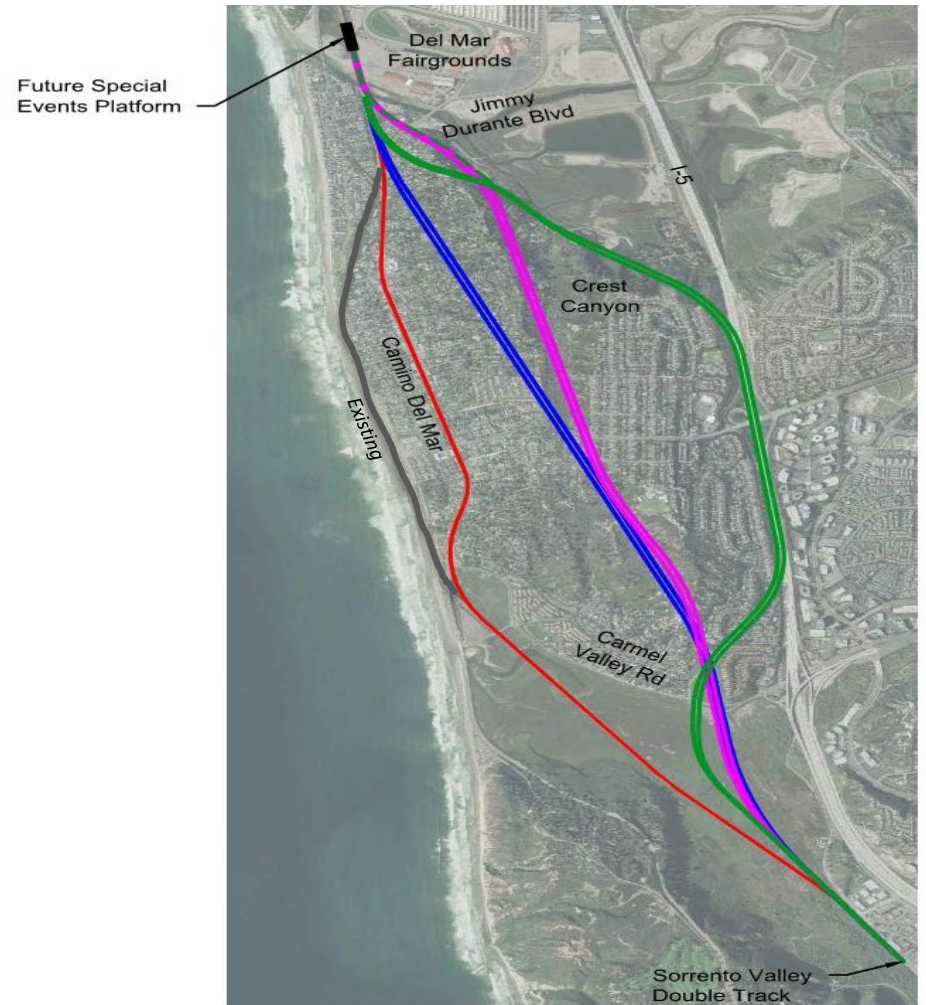 Del Mar
Fairgrounds
Future Special
Events Platform
Jimmy
Durante Blvd
I-5
Crest
Canyon
Camino Del Mar
Existing
Carmel
Valley Rd
Sorrento Valley
Double Track